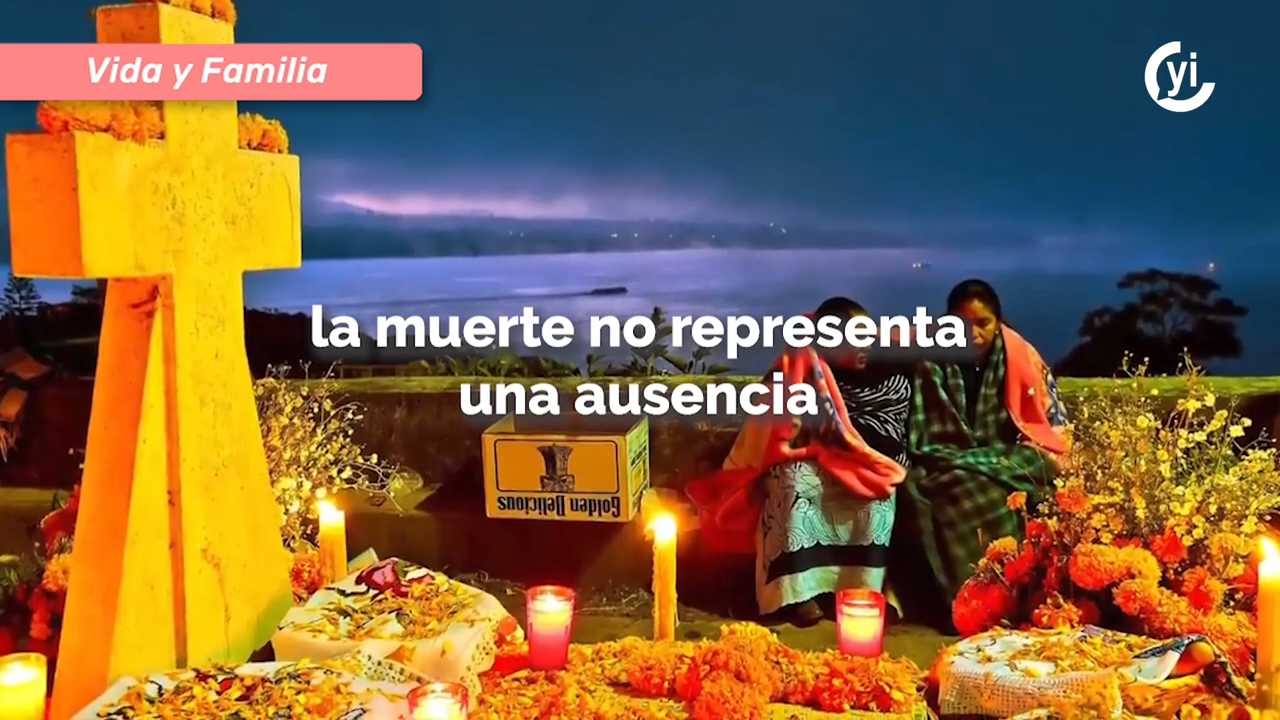 Vida y Familia
yi
la muerte no representa
una ausencia
Golden Delicious